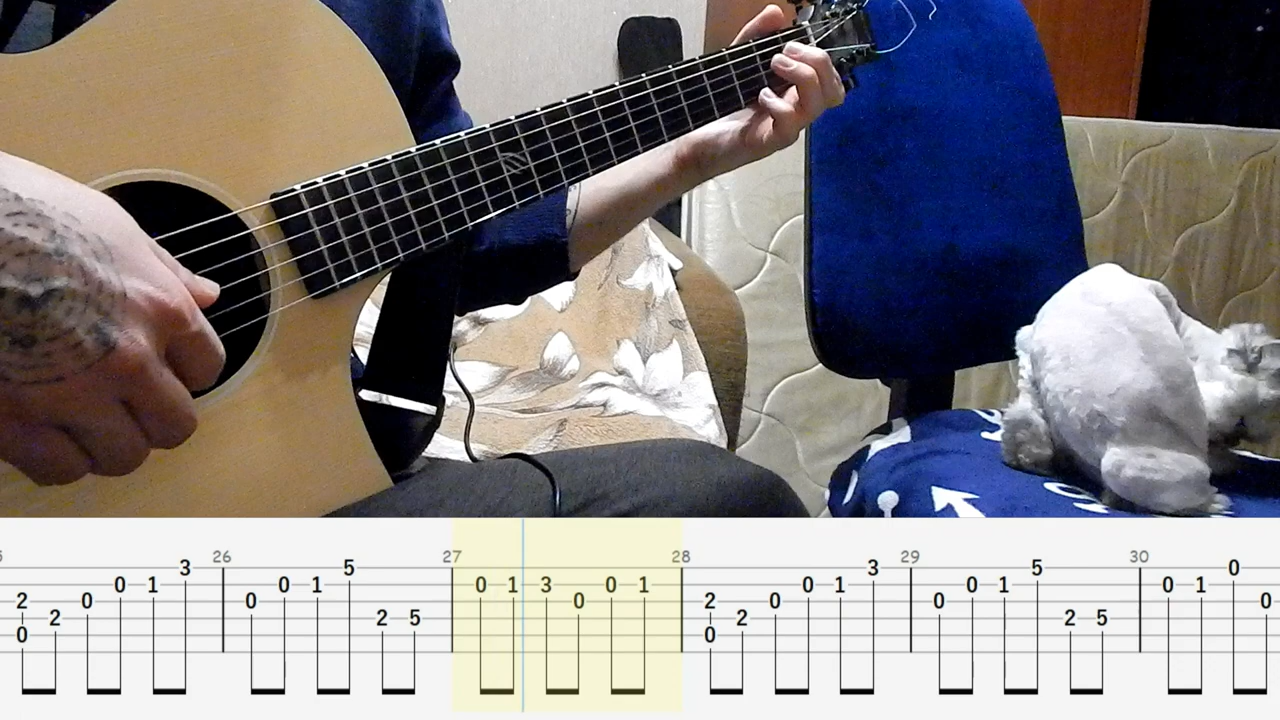 5 26 27 28 29 30
3 5 3 5 0
0 1 0 1 0 1 3 0 1 0 1 0 1 0 1
2 0 0 0 2 0 0 0
2 2 5 2 2 5
0 0